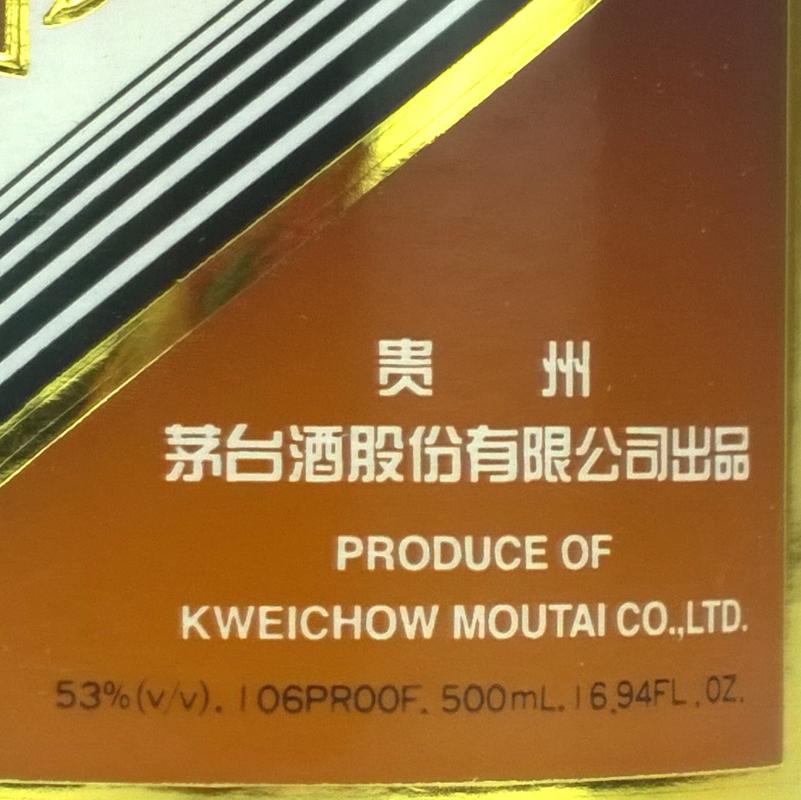 贵 州
茅台酒股份有限公司出品
PRODUCE OF
KWEICHOW MOUTAI CO.,LTD.
53%(v/v). 106PROOF. 500mL. 16.94FL.OZ.